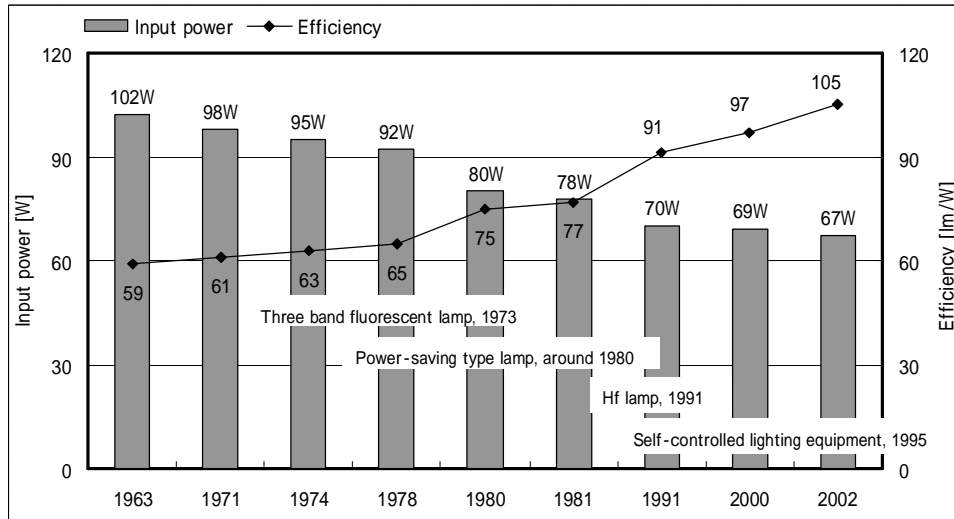 Input power Efficiency
120 120
102W 98W 95W 92W 80W 78W 70W 69W 67W
59 61 63 65 75 77 91 97 105
90 90
60 60
30 30
0 0
Input power [W]
Efficiency [lm/W]
Three band fluorescent lamp, 1973
Power-saving type lamp, around 1980
Hf lamp, 1991
Self-controlled lighting equipment, 1995
1963 1971 1974 1978 1980 1981 1991 2000 2002